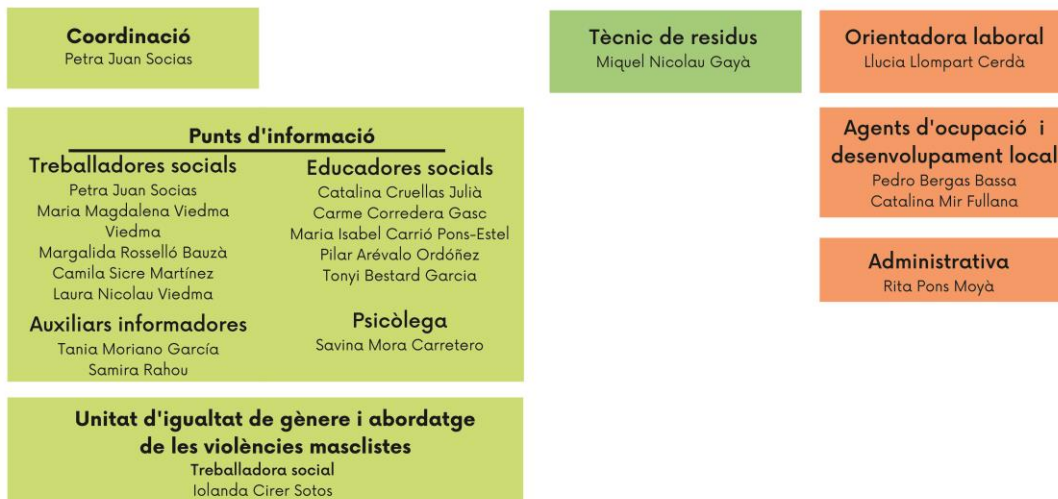 Coordinació
Petra Juan Socias
Punts d'informació
Treballadores socials
Petra Juan Socias
Maria Magdalena Viedma
Viedma
Margalida Rosselló Bauzà
Camila Sicre Martínez
Laura Nicolau Viedma
Auxiliars informadores
Tania Moriano García
Samira Rahou
Educadores socials
Catalina Cruellas Julià
Carme Corredera Gasc
Maria Isabel Carrió Pons-Estel
Pilar Arévalo Ordóñez
Tonyi Bestard Garcia
Psicòlega
Savina Mora Carretero
Unitat d'igualtat de gènere i abordatge
de les violències masclistes
Treballadora social
Iolanda Cirer Sotos
Tècnic de residus
Miquel Nicolau Gayà
Orientadora laboral
Llucia Llompart Cerdà
Agents d'ocupació i
desenvolupament local
Pedro Bergas Bassa
Catalina Mir Fullana
Administrativa
Rita Pons Moyà